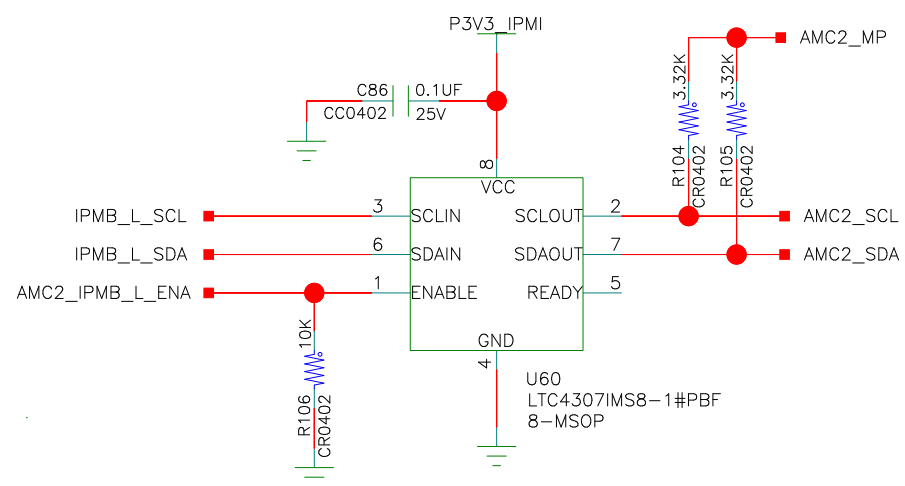 P3V3_IPMI
AMC2_MP
C86 0.1UF
CC0402 25V
3.32K 3.32K
R104 CR0402 R105 CR0402
8
VCC
IPMB_L_SCL 3 SCLIN SCLOUT 2 AMC2_SCL
IPMB_L_SDA 6 SDAIN SDAOUT 7 AMC2_SDA
AMC2_IPMB_L_ENA 1 ENABLE READY 5
10K
R106 CR0402
GND
4
U60
LTC4307IMS8-1#PBF
8-MSOP